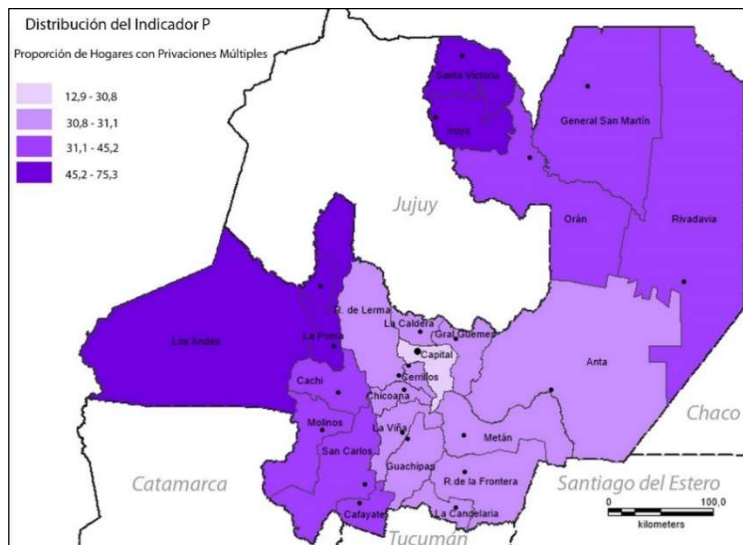 Distribución del Indicador P
Proporción de Hogares con Privaciones Múltiples
12,9 - 30,8
30,8 - 31,1
31,1 - 45,2
45,2 - 75,3
Santa Victoria
Iruya
General San Martín
Jujuy
Orán
Rivadavia
R. de Lerma
La Caldera
Gral Guemes
Los Andes
La Poma
Capital
Anta
Cerrillos
Cachi
Chicoana
Chaco
Molinos
La Viña
Metán
San Carlos
Guachipas
Catamarca
R.de la Frontera
Santiago del Estero
Cafayates
La Candelaria
0
100,0
kilometers
Tucumán